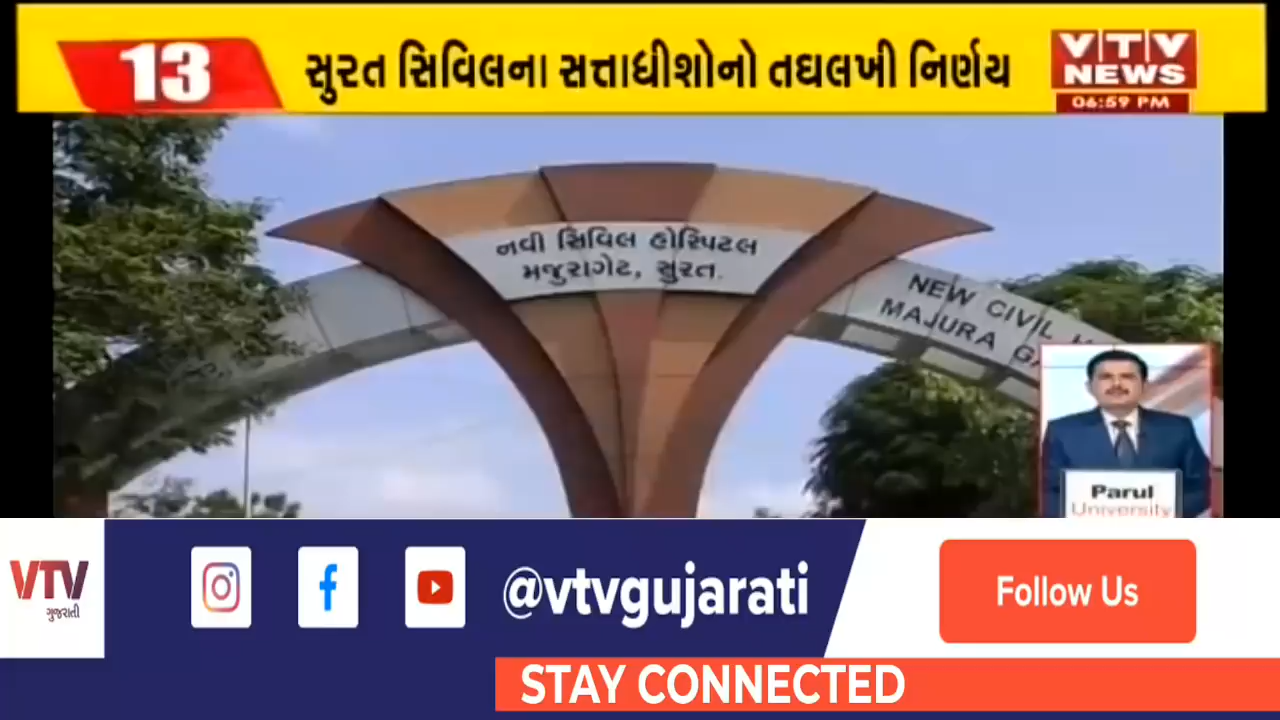 13
સુરત સિવિલના સત્તાધીશોનો તઘલખી નિર્ણય
VTV
NEWS
06:59 PM
નવી સિવિલ હોસ્પિટલ
મજુરાગેટ, સુરત.
NEW CIVIL
MAJURA
Parul
University
VTV
ગુજરાતી
@vtvgujarati
Follow Us
STAY CONNECTED